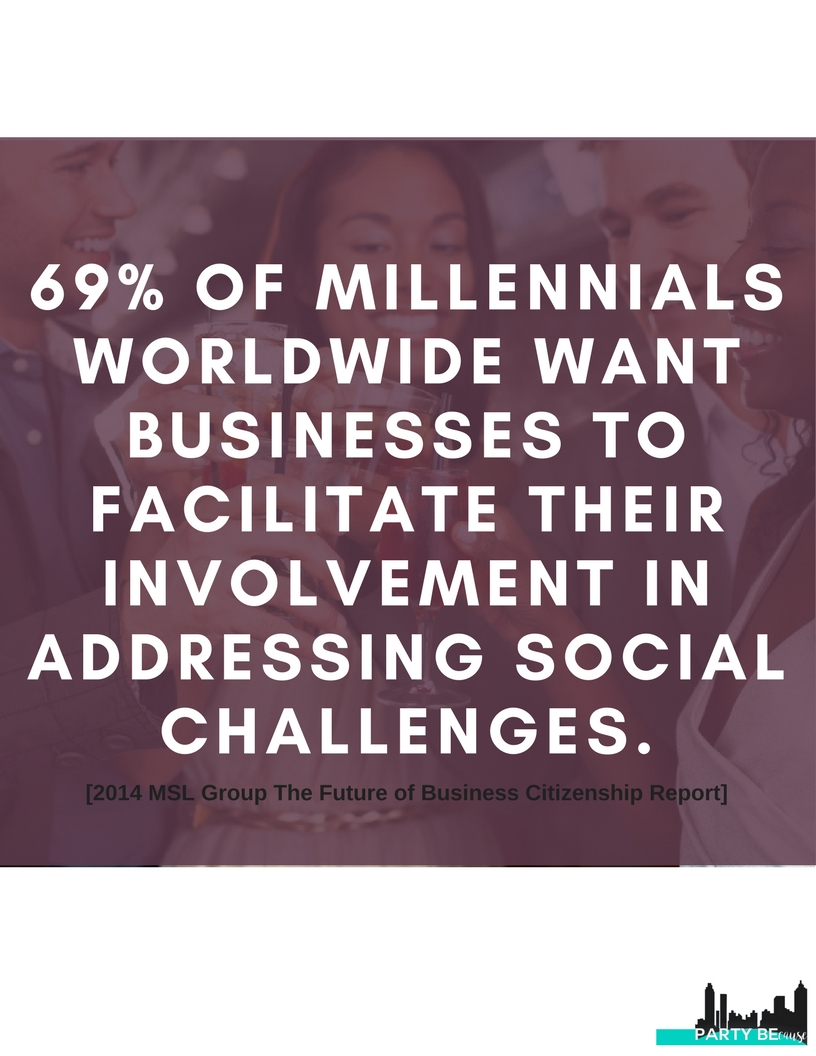 69% OF MILLENNIALS
WORLDWIDE WANT
BUSINESSES TO
FACILITATE THEIR
INVOLVEMENT IN
ADDRESSING SOCIAL
CHALLENGES.
[2014 MSL Group The Future of Business Citizenship Report]
PARTY BEcause